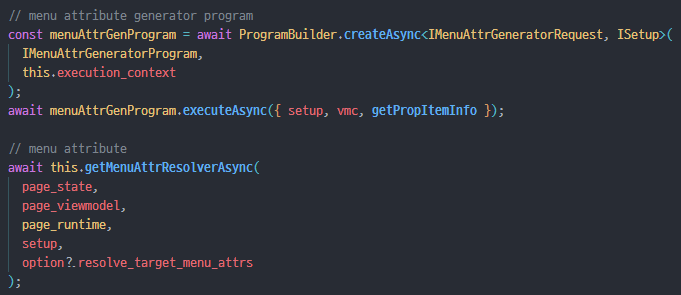 // menu attribute generator program
const menuAttrGenProgram = await ProgramBuilder.createAsync<IMenuAttrGeneratorRequest, ISetup>(
  IMenuAttrGeneratorProgram,
  this.execution_context
);
await menuAttrGenProgram.executeAsync({ setup, vmc, getPropItemInfo });

// menu attribute
await this.getMenuAttrResolverAsync(
  page_state,
  page_viewmodel,
  page_runtime,
  setup,
  option?.resolve_target_menu_attrs
);